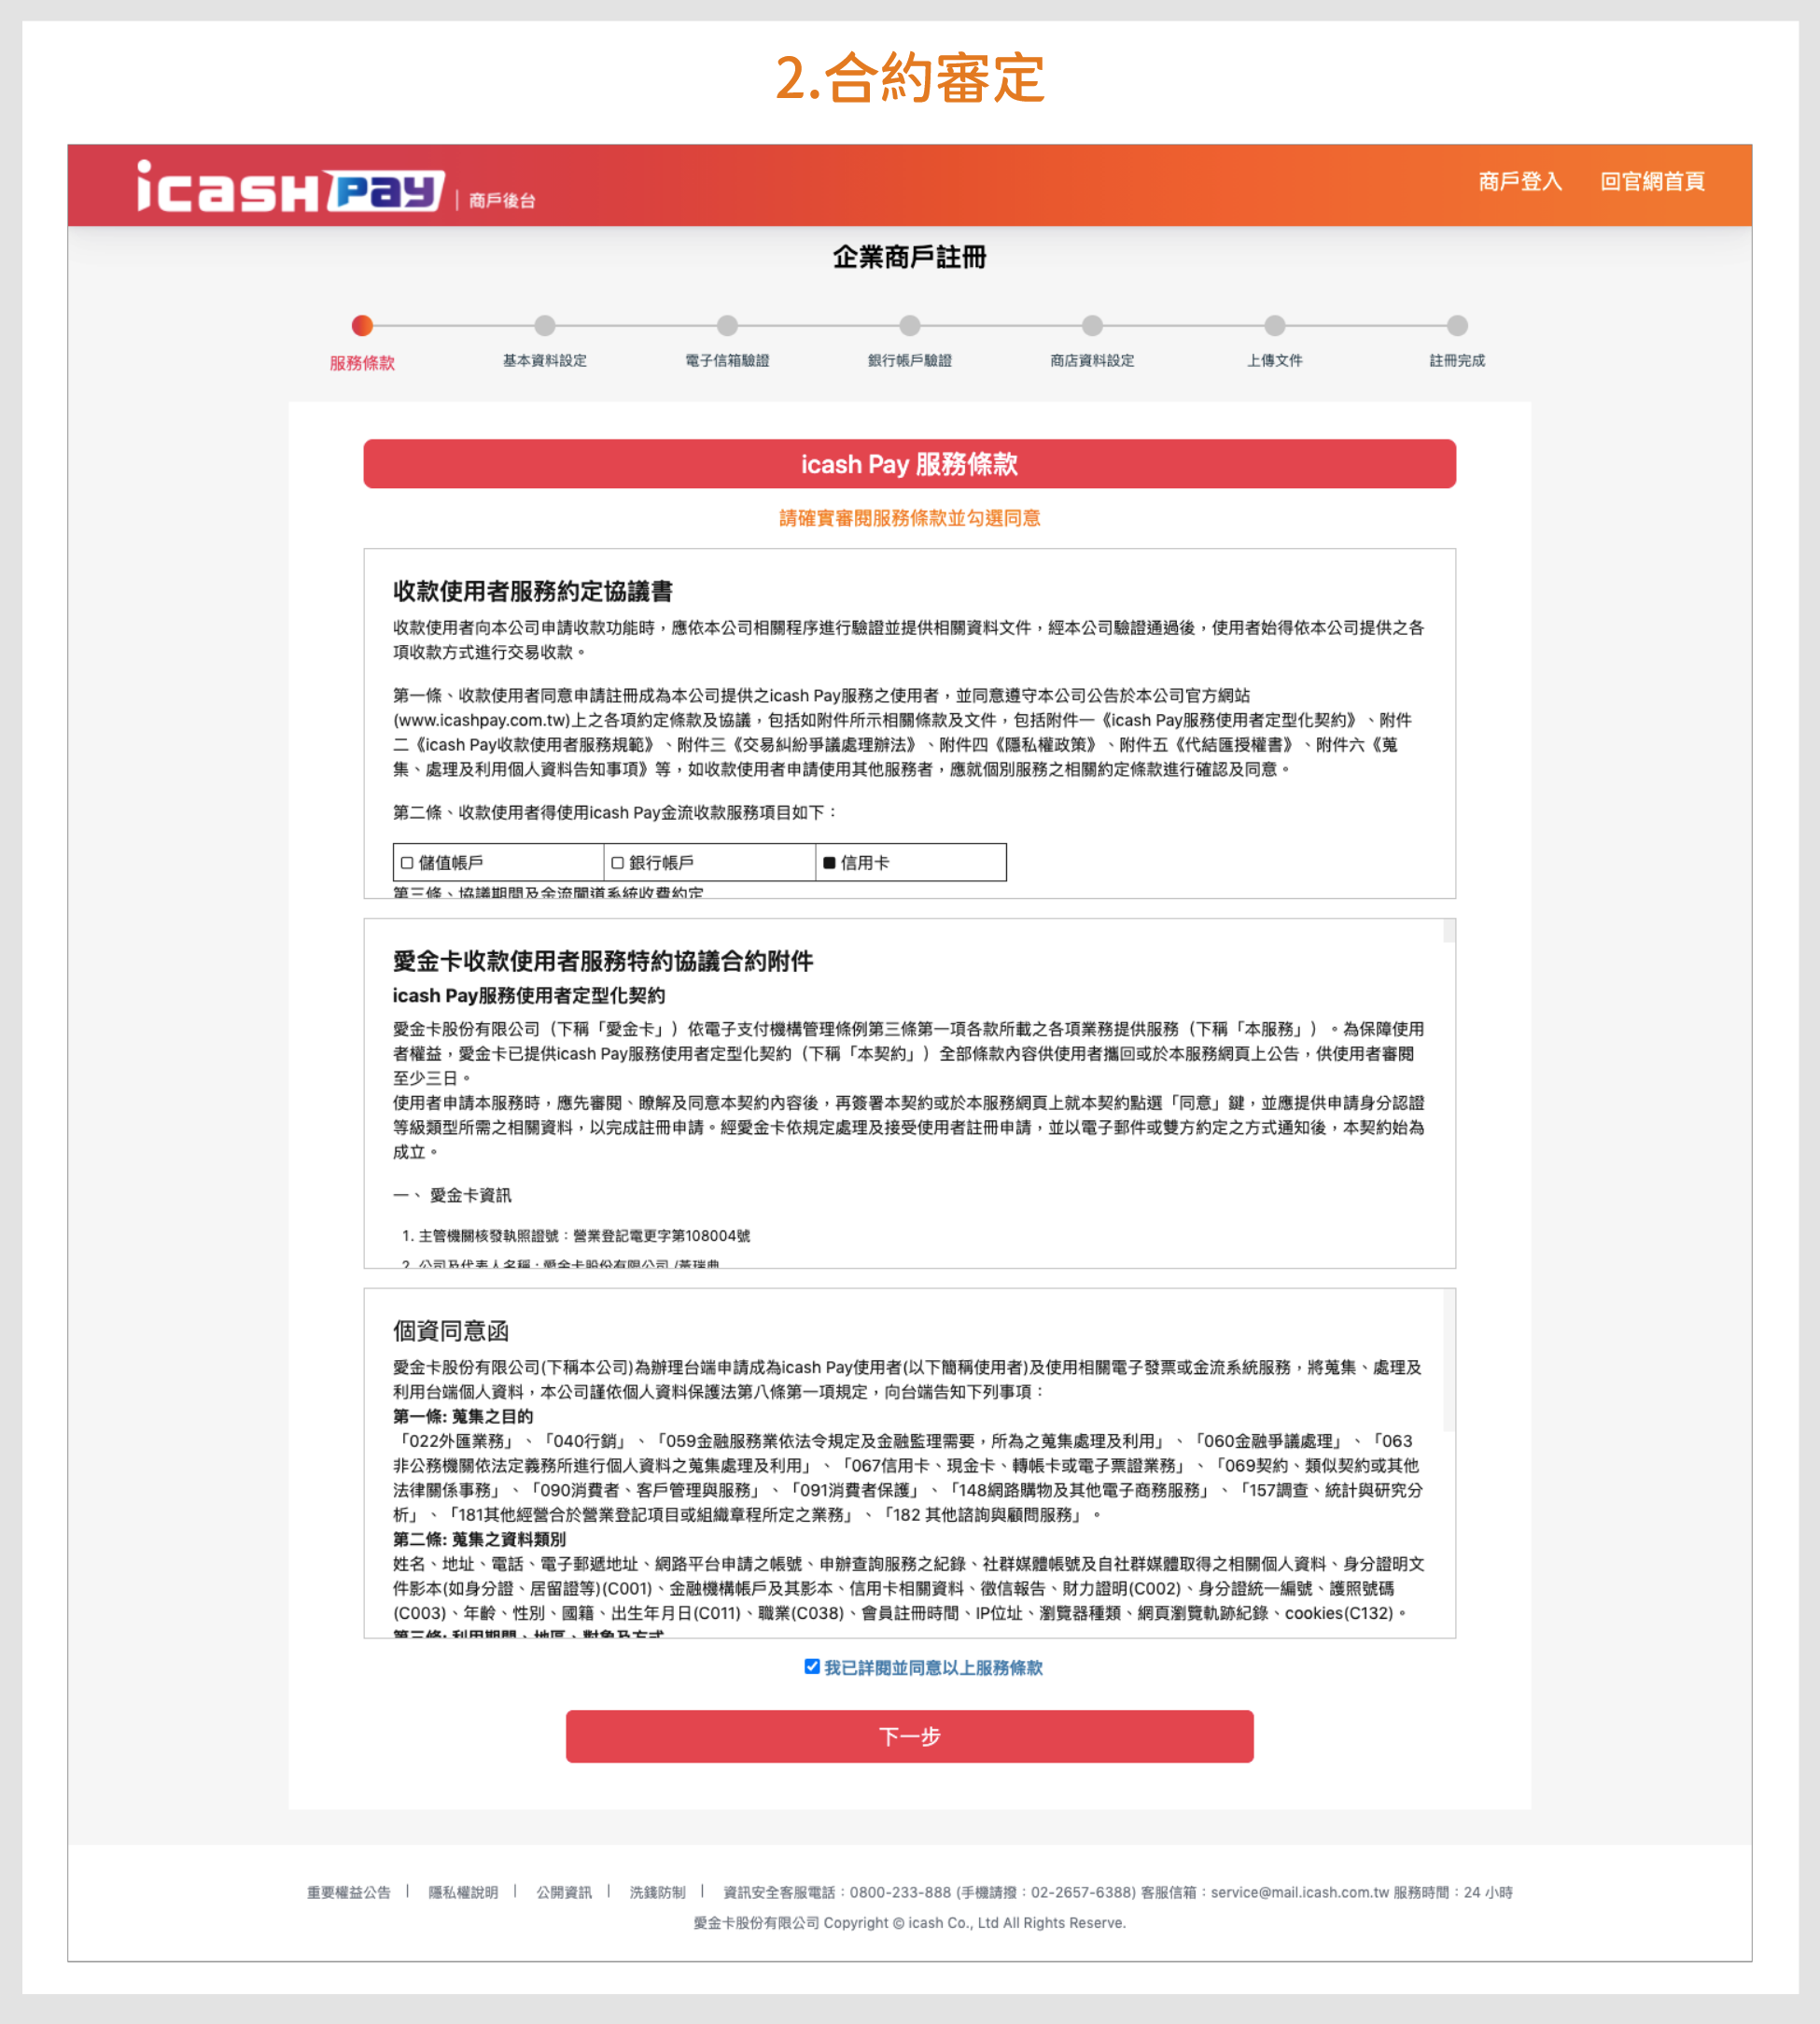 2.合約審定
icash Pay | 商戶後台
商戶登入 回官網首頁
企業商戶註冊
服務條款 基本資料設定 電子信箱驗證 銀行帳戶驗證 商店資料設定 上傳文件 註冊完成
icash Pay 服務條款
請確實審閱服務條款並勾選同意
收款使用者服務約定協議書
收款使用者向本公司申請收款功能時，應依本公司相關程序進行驗證並提供相關資料文件，經本公司驗證通過後，使用者始得依本公司提供之各
項收款方式進行交易收款。
第一條、收款使用者同意申請註冊成為本公司提供之icash Pay服務之使用者，並同意遵守本公司公告於本公司官方網站
(www.icashpay.com.tw)上之各項約定條款及協議，包括如附件所示相關條款及文件，包括附件一《icash Pay服務使用者定型化契約》、附件
二《icash Pay收款使用者服務規範》、附件三《交易糾紛爭議處理辦法》、附件四《隱私權政策》、附件五《代結匯授權書》、附件六《蒐
集、處理及利用個人資料告知事項》等，如收款使用者申請使用其他服務者，應就個別服務之相關約定條款進行確認及同意。
第二條、收款使用者得使用icash Pay金流收款服務項目如下：
□ 儲值帳戶 □ 銀行帳戶 ■ 信用卡
第三條、協議期間及金流閘道系統收費約定
愛金卡收款使用者服務特約協議合約附件
icash Pay服務使用者定型化契約
愛金卡股份有限公司（下稱「愛金卡」）依電子支付機構管理條例第三條第一項各款所載之各項業務提供服務（下稱「本服務」）。為保障使用
者權益，愛金卡已提供icash Pay服務使用者定型化契約（下稱「本契約」）全部條款內容供使用者攜回或於本服務網頁上公告，供使用者審閱
至少三日。
使用者申請本服務時，應先審閱、瞭解及同意本契約內容後，再簽署本契約或於本服務網頁上就本契約點選「同意」鍵，並應提供申請身分認證
等級類型所需之相關資料，以完成註冊申請。經愛金卡依規定處理及接受使用者註冊申請，並以電子郵件或雙方約定之方式通知後，本契約始為
成立。
一、 愛金卡資訊
1. 主管機關核發執照證號：營業登記電更字第108004號
2. 公司及代表人名稱：愛金卡股份有限公司 /黃瑞典
個資同意函
愛金卡股份有限公司(下稱本公司)為辦理台端申請成為icash Pay使用者(以下簡稱使用者)及使用相關電子發票或金流系統服務，將蒐集、處理及
利用台端個人資料，本公司謹依個人資料保護法第八條第一項規定，向台端告知下列事項：
第一條: 蒐集之目的
「022外匯業務」、「040行銷」、「059金融服務業依法令規定及金融監理需要，所為之蒐集處理及利用」、「060金融爭議處理」、「063
非公務機關依法定義務所進行個人資料之蒐集處理及利用」、「067信用卡、現金卡、轉帳卡或電子票證業務」、「069契約、類似契約或其他
法律關係事務」、「090消費者、客戶管理與服務」、「091消費者保護」、「148網路購物及其他電子商務服務」、「157調查、統計與研究分
析」、「181其他經營合於營業登記項目或組織章程所定之業務」、「182 其他諮詢與顧問服務」。
第二條: 蒐集之資料類別
姓名、地址、電話、電子郵遞地址、網路平台申請之帳號、申辦查詢服務之紀錄、社群媒體帳號及自社群媒體取得之相關個人資料、身分證明文
件影本(如身分證、居留證等)(C001)、金融機構帳戶及其影本、信用卡相關資料、徵信報告、財力證明(C002)、身分證統一編號、護照號碼
(C003)、年齡、性別、國籍、出生年月日(C011)、職業(C038)、會員註冊時間、IP位址、瀏覽器種類、網頁瀏覽軌跡紀錄、cookies(C132)。
第三條: 利用期間、地區、對象及方式
我已詳閱並同意以上服務條款
下一步
重要權益公告 | 隱私權說明 | 公開資訊 | 洗錢防制 | 資訊安全客服電話：0800-233-888 (手機請撥：02-2657-6388) 客服信箱：service@mail.icash.com.tw 服務時間：24 小時
愛金卡股份有限公司 Copyright © icash Co., Ltd All Rights Reserve.